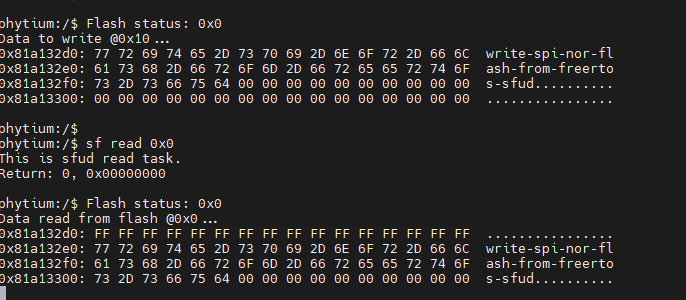 phytium:/$ Flash status: 0x0
Data to write @0x10...
0x81a132d0: 77 72 69 74 65 2D 73 70 69 2D 6E 6F 72 2D 66 6C  write-spi-nor-fl
0x81a132e0: 61 73 68 2D 66 72 6F 6D 2D 66 72 65 65 72 74 6F  ash-from-freerto
0x81a132f0: 73 2D 73 66 75 64 00 00 00 00 00 00 00 00 00 00  s-sfud..........
0x81a13300: 00 00 00 00 00 00 00 00 00 00 00 00 00 00 00 00  ................
phytium:/$
phytium:/$ sf read 0x0
This is sfud read task.
Return: 0, 0x00000000
phytium:/$ Flash status: 0x0
Data read from flash @0x0...
0x81a132d0: FF FF FF FF FF FF FF FF FF FF FF FF FF FF FF FF  ................
0x81a132e0: 77 72 69 74 65 2D 73 70 69 2D 6E 6F 72 2D 66 6C  write-spi-nor-fl
0x81a132f0: 61 73 68 2D 66 72 6F 6D 2D 66 72 65 65 72 74 6F  ash-from-freerto
0x81a13300: 73 2D 73 66 75 64 00 00 00 00 00 00 00 00 00 00  s-sfud..........